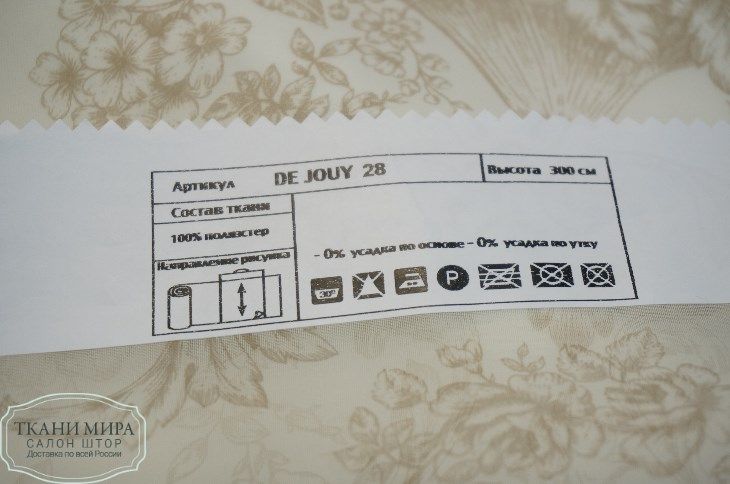 Артикул DE JOUY 28 Высота 300 см
Состав ткани
100% полиэстер
- 0% усадка по основе - 0% усадка по утку
Направление рисунка
30° P
ТКАНИ МИРА
САЛОН ШТОР
Доставка по всей России